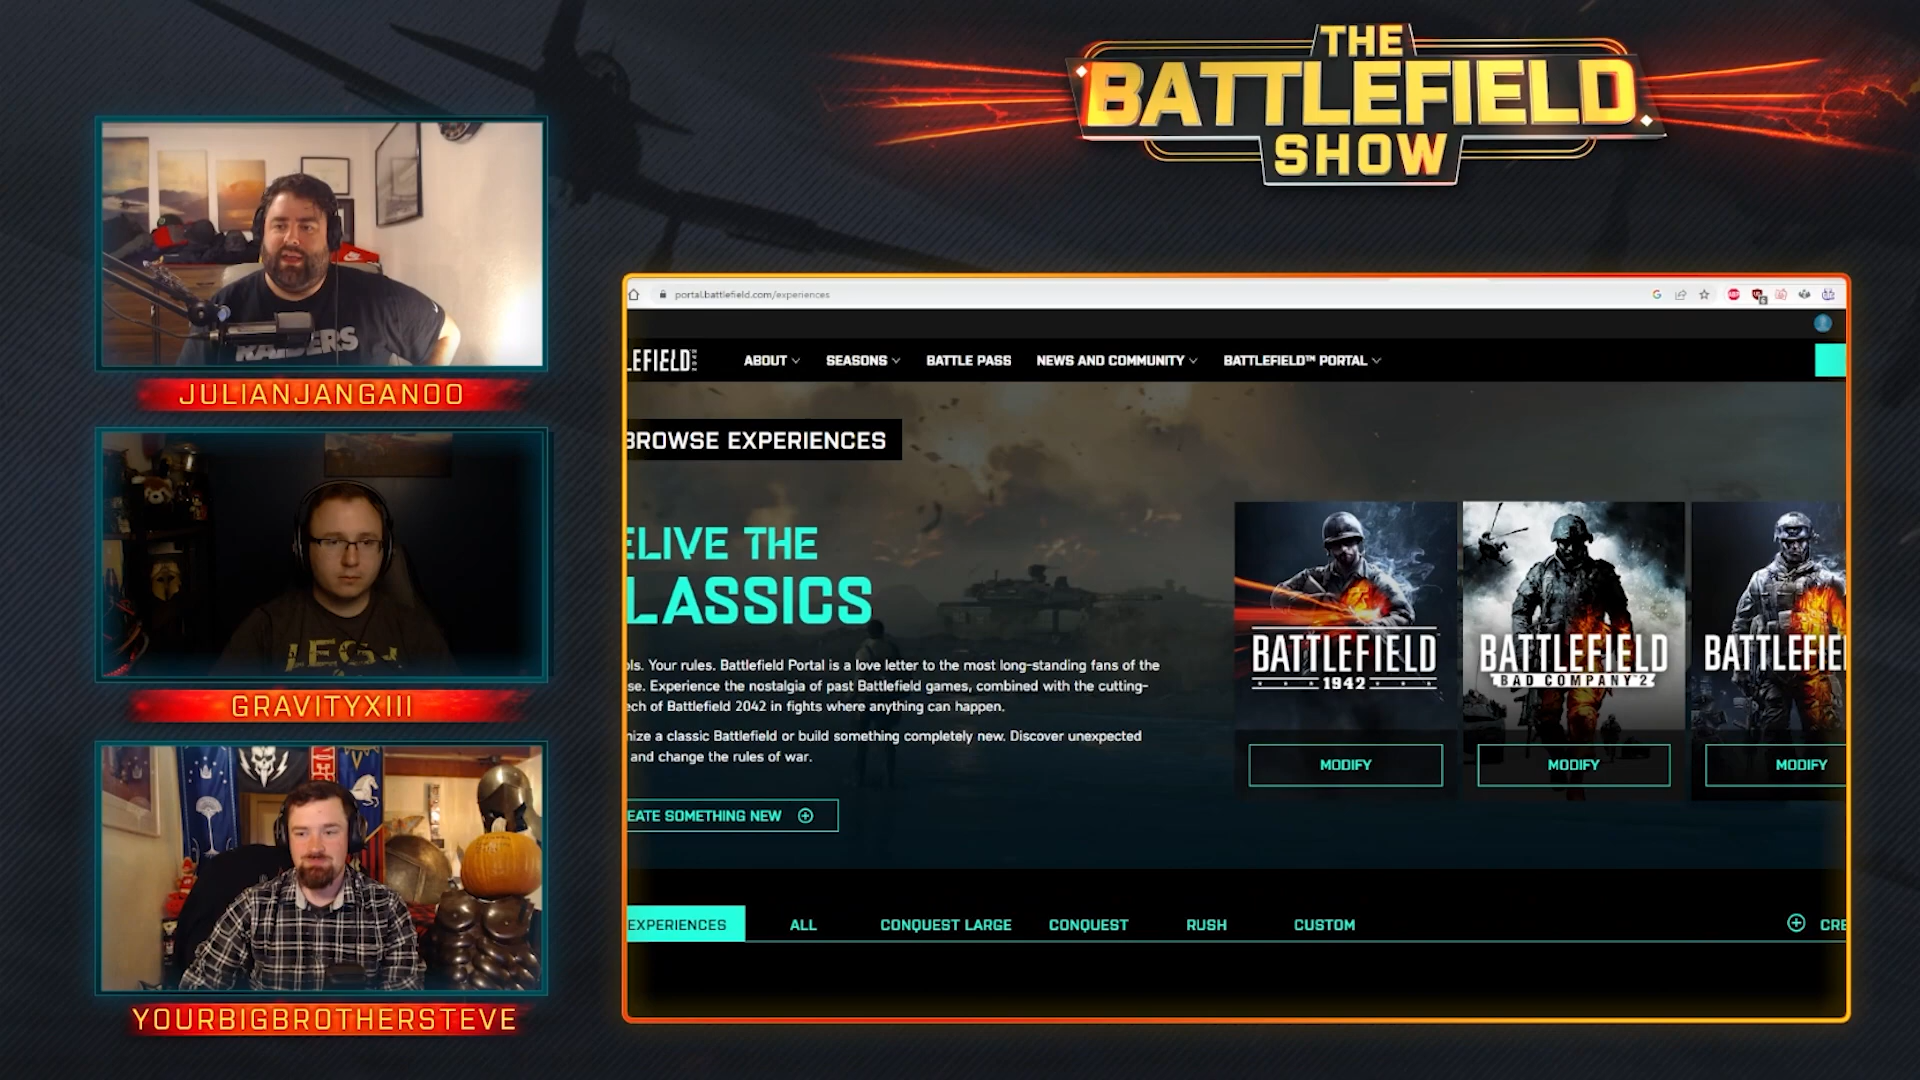 THE
BATTLEFIELD
SHOW
RAIDERS
JULIANJANGANOO
GRAVITYXIII
YOURBIGBROTHERSTEVE
portal.battlefield.com/experiences
LEFIELD
ABOUT
SEASONS
BATTLE PASS
NEWS AND COMMUNITY
BATTLEFIELD™ PORTAL
BROWSE EXPERIENCES
ELIVE THE
LASSICS
ols. Your rules. Battlefield Portal is a love letter to the most long-standing fans of the
se. Experience the nostalgia of past Battlefield games, combined with the cutting-
ech of Battlefield 2042 in fights where anything can happen.
mize a classic Battlefield or build something completely new. Discover unexpected
and change the rules of war.
EATE SOMETHING NEW
BATTLEFIELD
1942
MODIFY
BATTLEFIELD
BAD COMPANY 2
MODIFY
BATTLEFIE
MODIFY
EXPERIENCES
ALL
CONQUEST LARGE
CONQUEST
RUSH
CUSTOM
CRE